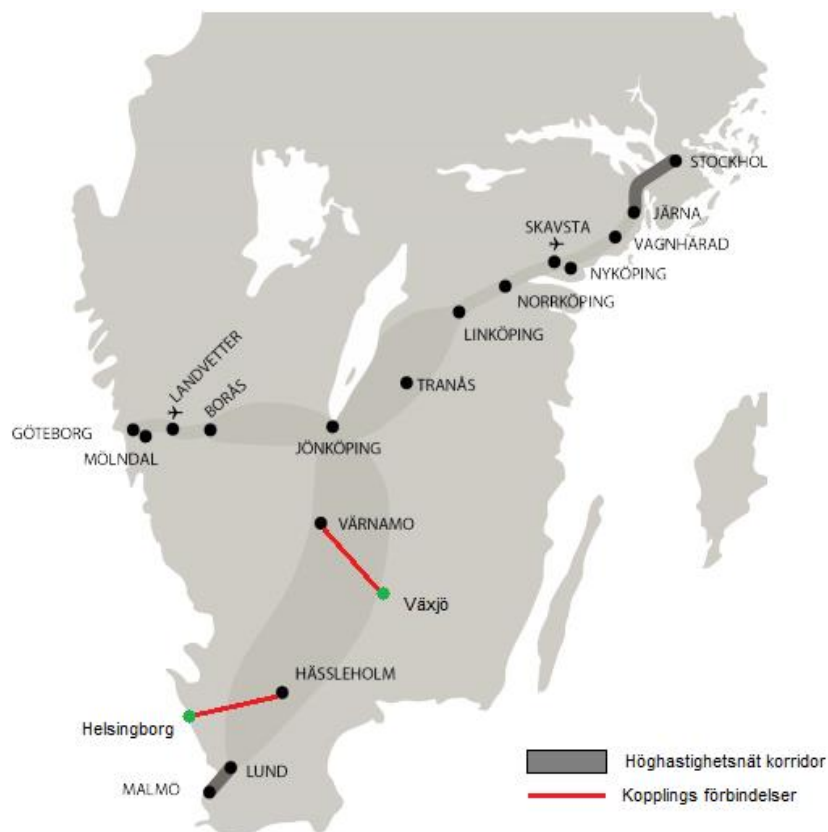 STOCKHOL
JÄRNA
VAGNHÄRAD
SKAVSTA
NYKÖPING
NORRKÖPING
LINKÖPING
TRANÅS
LANDVETTER
BORÅS
GÖTEBORG
MÖLNDAL
JÖNKÖPING
VÄRNAMO
Växjö
HÄSSLEHOLM
Helsingborg
LUND
MALMÖ
Höghastighetsnät korridor
Kopplings förbindelser